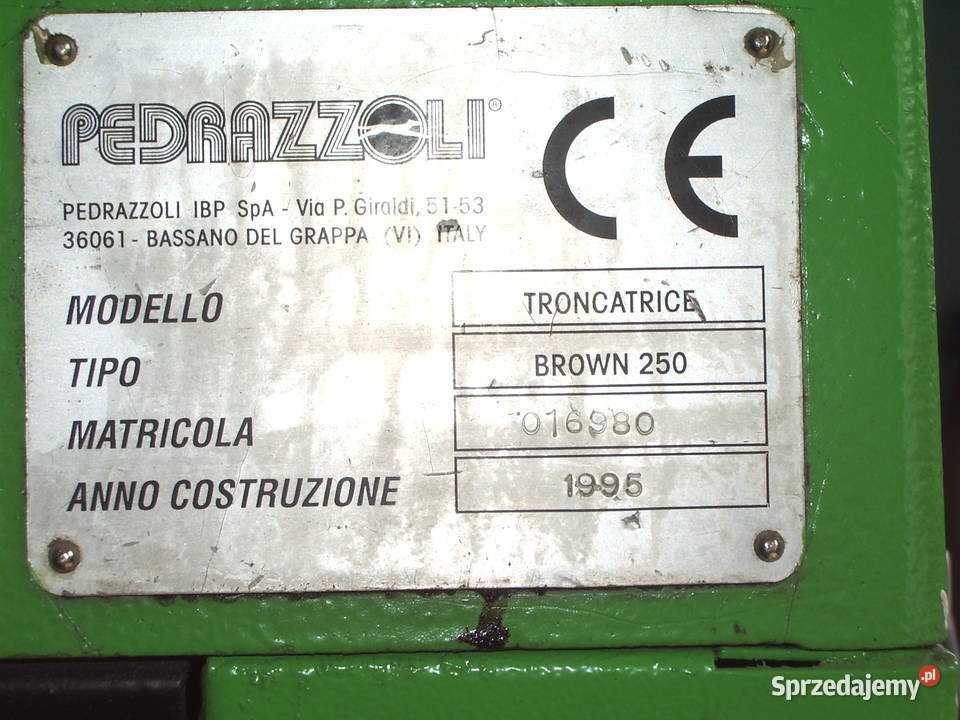 PEDRAZZOLI®
CE
PEDRAZZOLI IBP SpA - Via P. Giraldi, 51-53
36061 - BASSANO DEL GRAPPA (VI) ITALY
MODELLO TRONCATRICE
TIPO BROWN 250
MATRICOLA 016980
ANNO COSTRUZIONE 1995
Sprzedajemy.pl